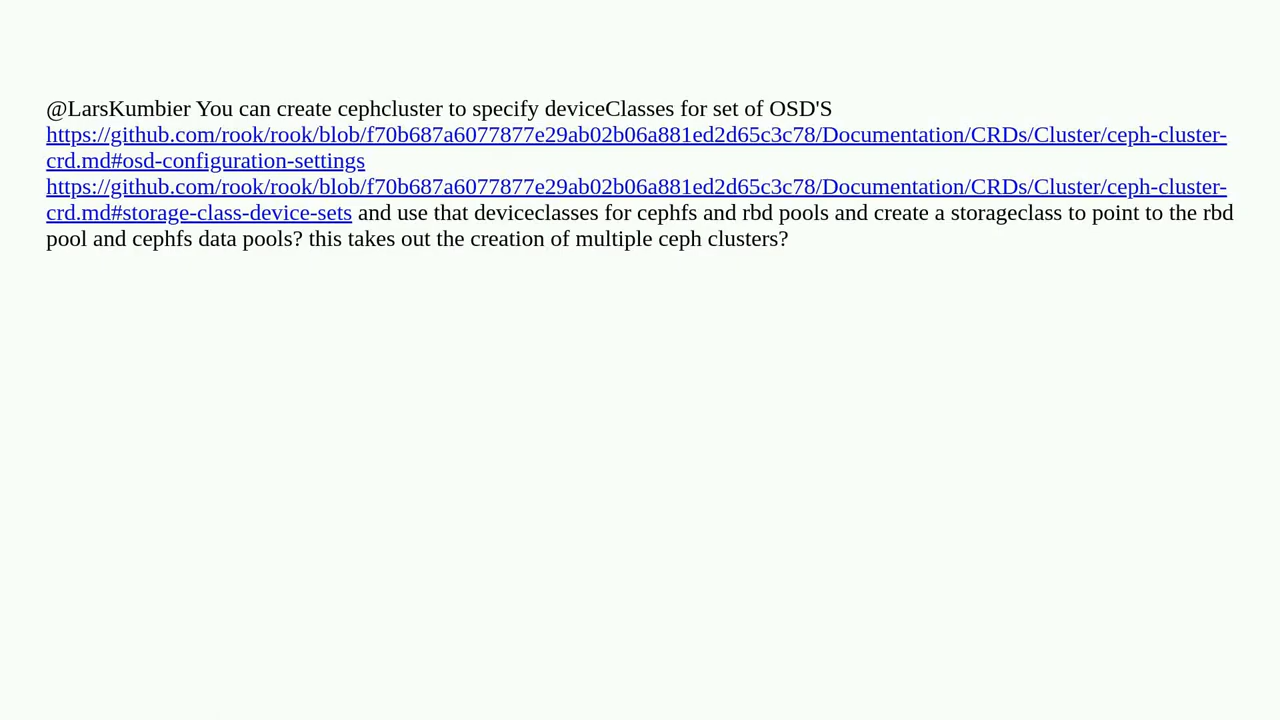 @LarsKumbier You can create cephcluster to specify deviceClasses for set of OSD'S
https://github.com/rook/rook/blob/f70b687a6077877e29ab02b06a881ed2d65c3c78/Documentation/CRDs/Cluster/ceph-cluster-
crd.md#osd-configuration-settings
https://github.com/rook/rook/blob/f70b687a6077877e29ab02b06a881ed2d65c3c78/Documentation/CRDs/Cluster/ceph-cluster-
crd.md#storage-class-device-sets and use that deviceclasses for cephfs and rbd pools and create a storageclass to point to the rbd
pool and cephfs data pools? this takes out the creation of multiple ceph clusters?